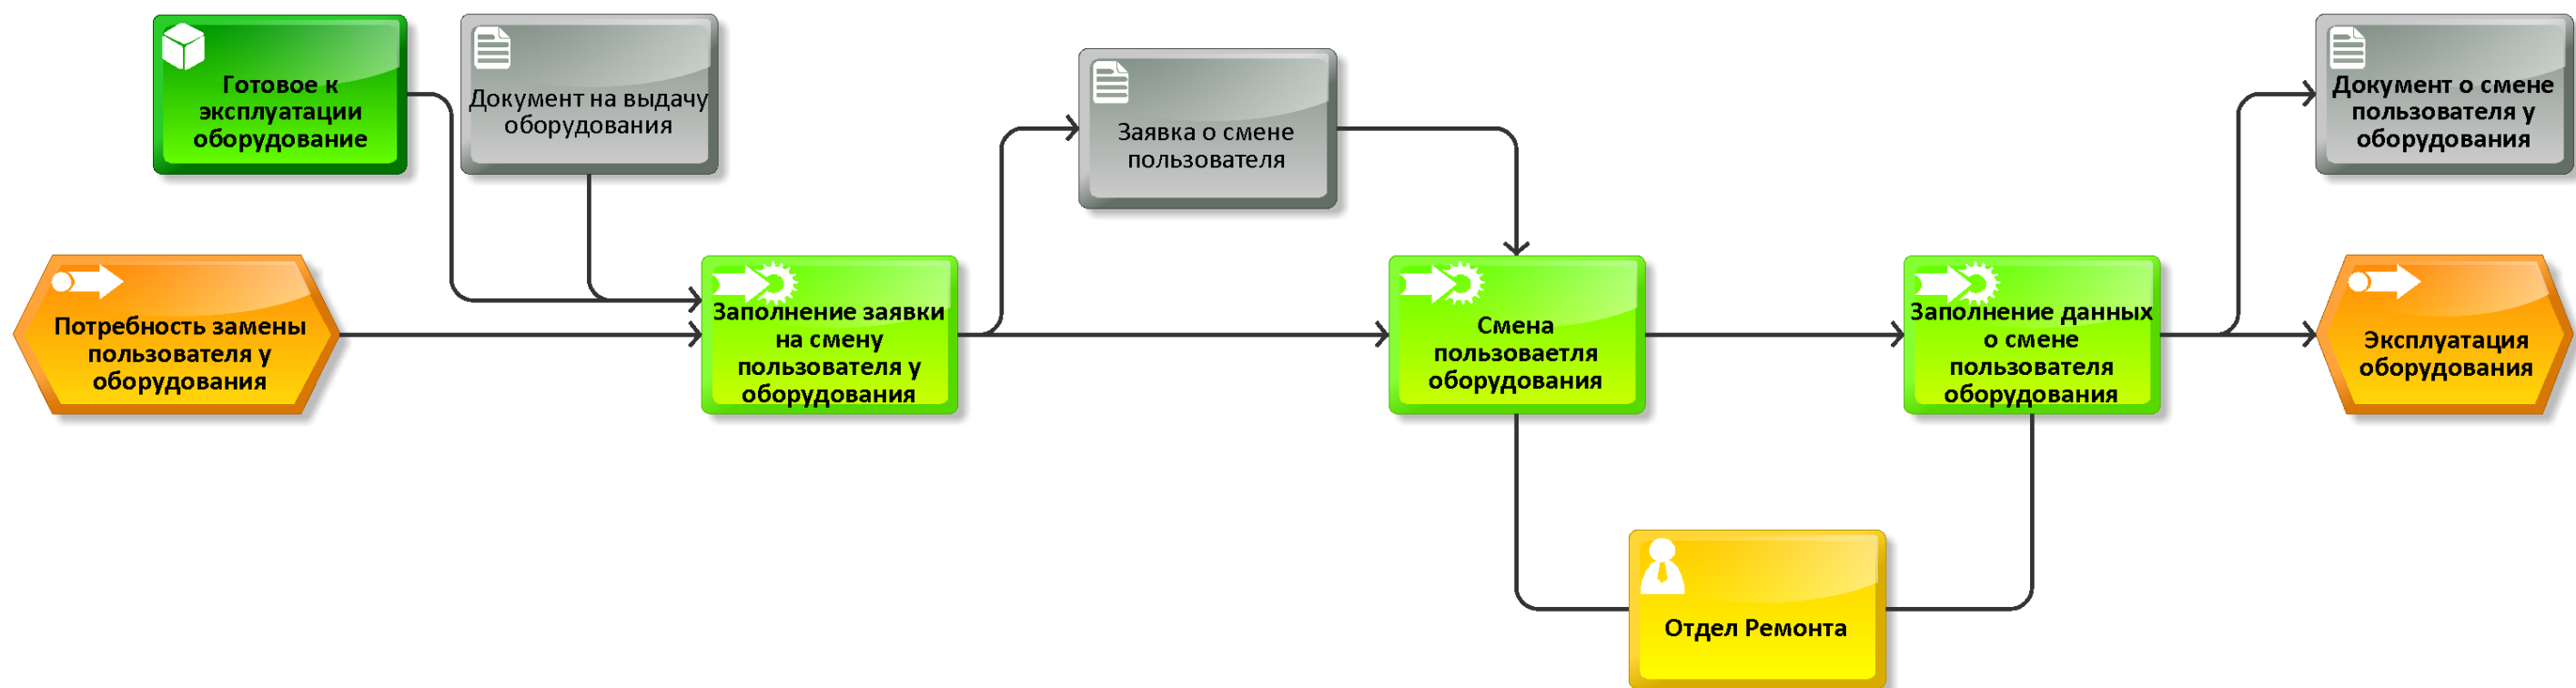 Готовое к
эксплуатации
оборудование
Документ на выдачу
оборудования
Заявка о смене
пользователя
Документ о смене
пользователя у
оборудования
Потребность замены
пользователя у
оборудования
Заполнение заявки
на смену
пользователя у
оборудования
Смена
пользоваетля
оборудования
Заполнение данных
о смене
пользователя
оборудования
Эксплуатация
оборудования
Отдел Ремонта